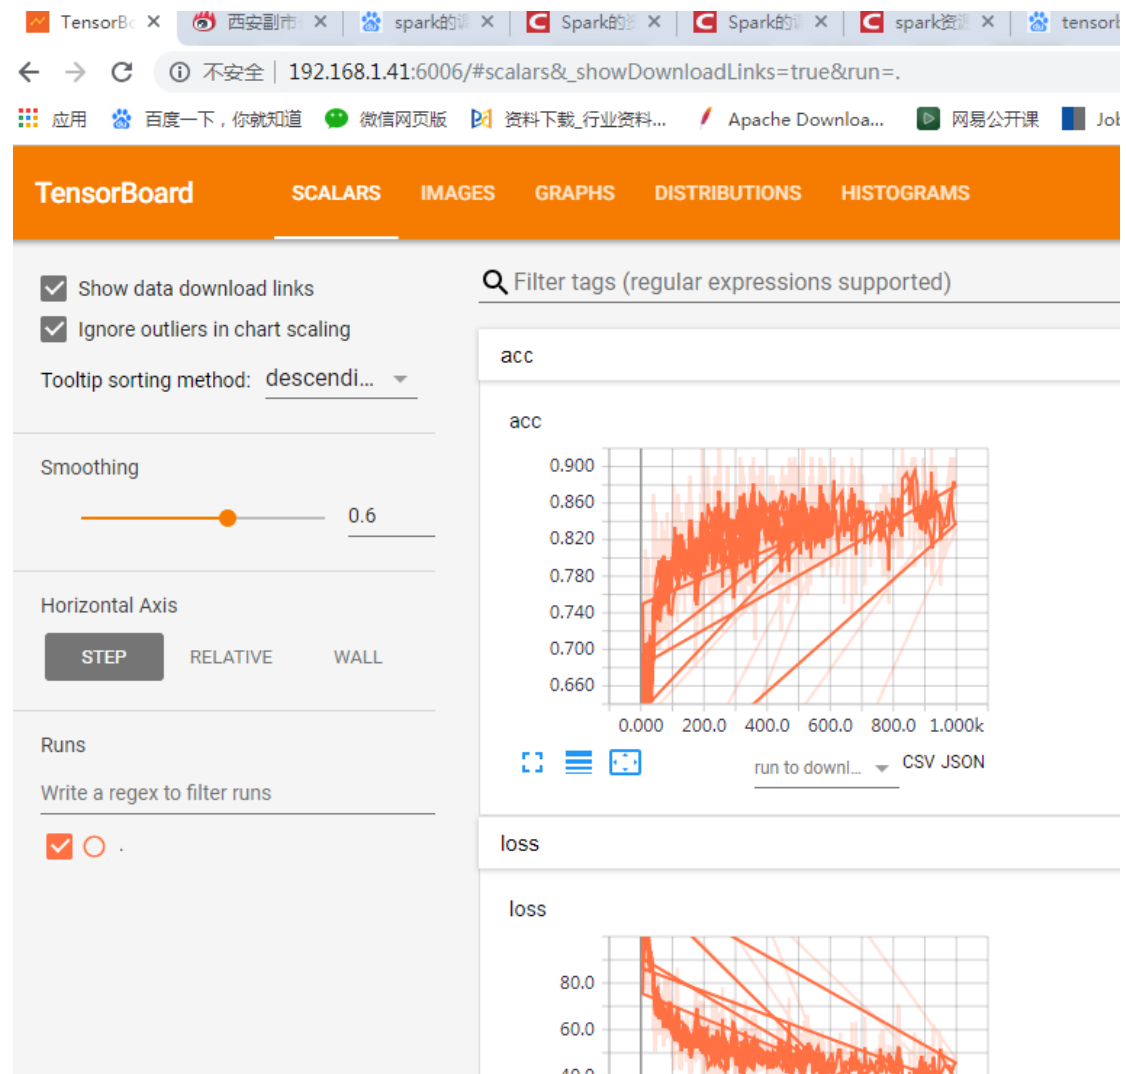 TensorBo
西安副市
spark的
Spark的
Spark的
spark资
tensorb
不安全 | 192.168.1.41:6006/#scalars&_showDownloadLinks=true&run=.
应用 百度一下，你就知道 微信网页版 资料下载_行业资料... Apache Downloa... 网易公开课 Job
TensorBoard SCALARS IMAGES GRAPHS DISTRIBUTIONS HISTOGRAMS
Show data download links
Ignore outliers in chart scaling
Tooltip sorting method: descendi...
Smoothing
0.6
Horizontal Axis
STEP RELATIVE WALL
Runs
Write a regex to filter runs
.
Filter tags (regular expressions supported)
acc
acc
0.900
0.860
0.820
0.780
0.740
0.700
0.660
0.000 200.0 400.0 600.0 800.0 1.000k
run to downl... CSV JSON
loss
loss
80.0
60.0
40.0